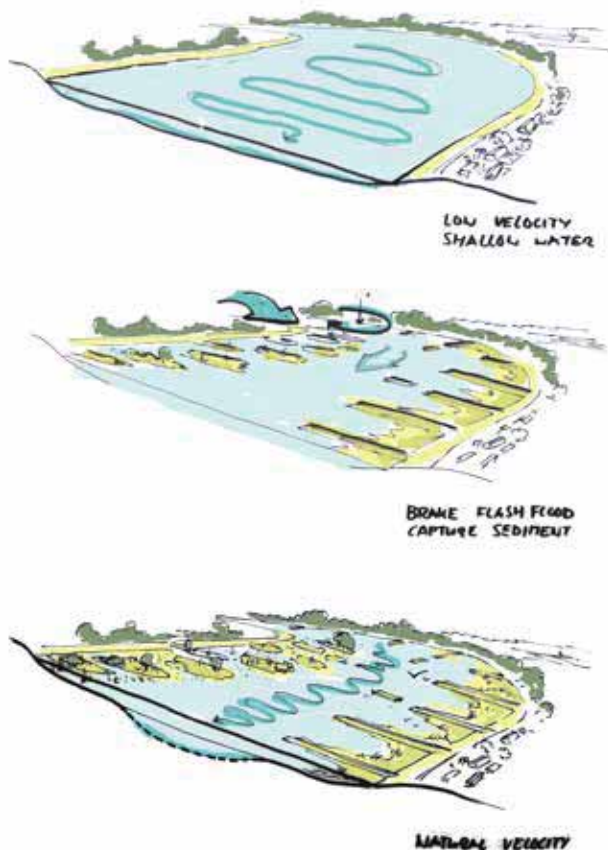 LOW VELOCITY
SHALLOW WATER
BRAKE FLASH FLOOD
CAPTURE SEDIMENT
NATURAL VELOCITY